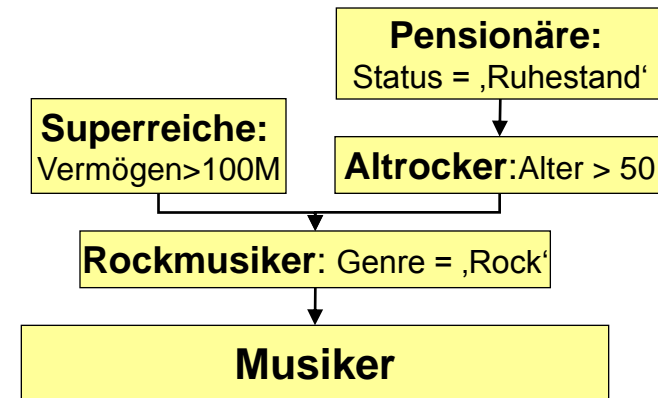 Pensionäre:
Status = ‚Ruhestand‘
Superreiche:
Vermögen>100M
Altrocker:Alter > 50
Rockmusiker: Genre = ‚Rock‘
Musiker